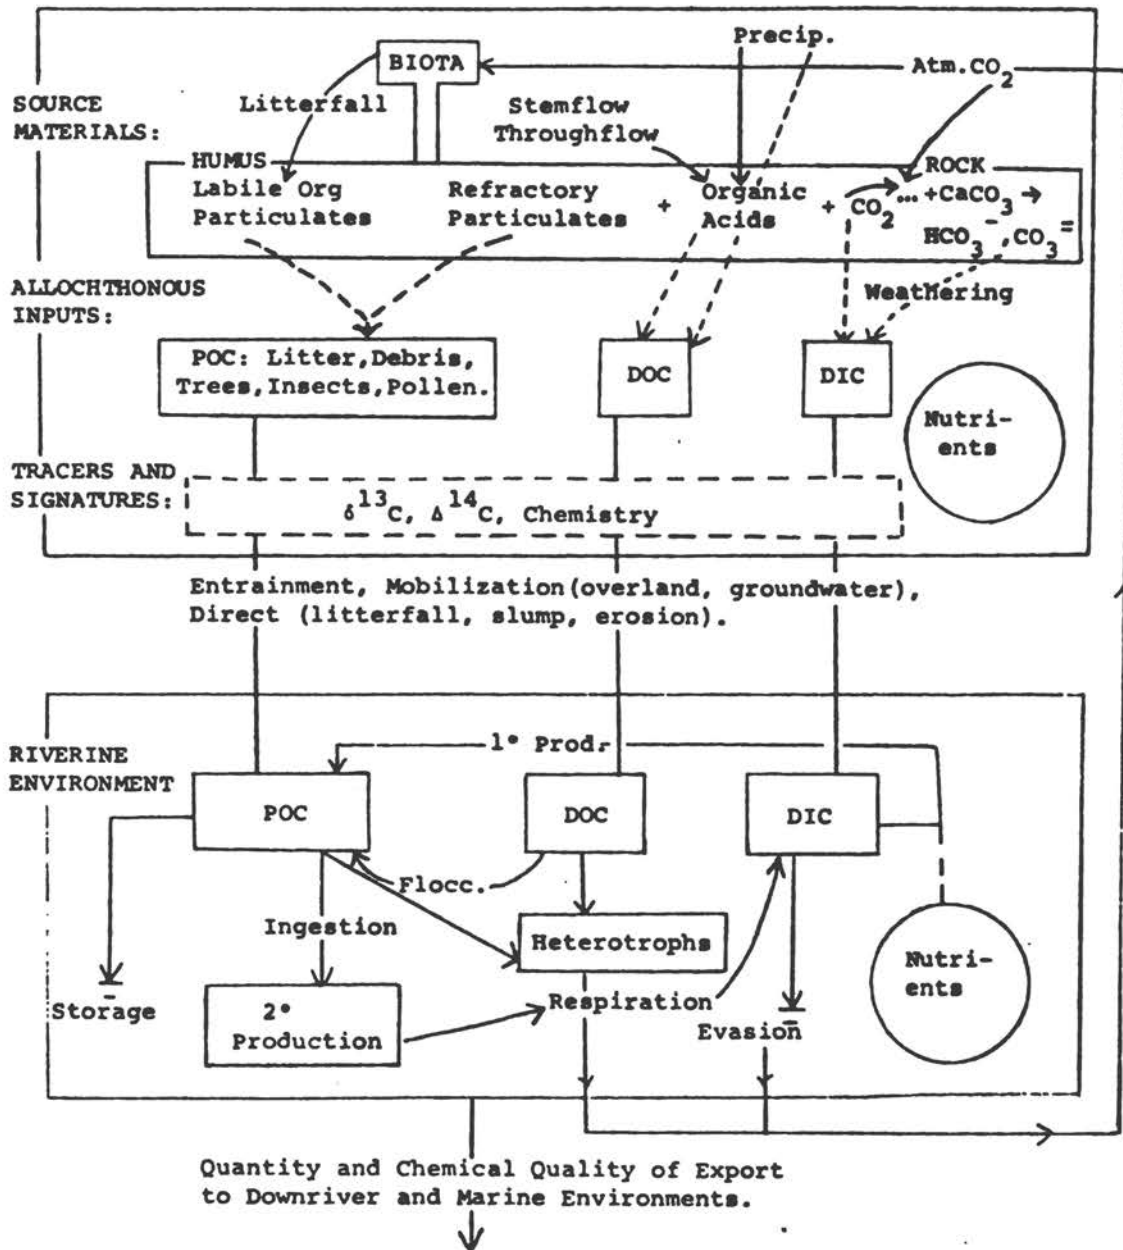 Precip.
BIOTA
Atm.CO2
SOURCE
MATERIALS:
Litterfall
Stemflow
Throughflow
HUMUS
ROCK
Labile Org
Particulates
Refractory
Particulates
+ Organic
Acids
+ CO2 ... +CaCO3 →
HCO3-, CO3=
ALLOCHTHONOUS
INPUTS:
Weathering
POC: Litter,Debris,
Trees,Insects,Pollen.
DOC
DIC
Nutri-
ents
TRACERS AND
SIGNATURES:
δ13C, Δ14C, Chemistry
Entrainment, Mobilization(overland, groundwater),
Direct (litterfall, slump, erosion).
RIVERINE
ENVIRONMENT
1° Prod.
POC
DOC
DIC
Flocc.
Ingestion
Heterotrophs
Nutri-
ents
Storage
2°
Production
Respiration
Evasion
Quantity and Chemical Quality of Export
to Downriver and Marine Environments.